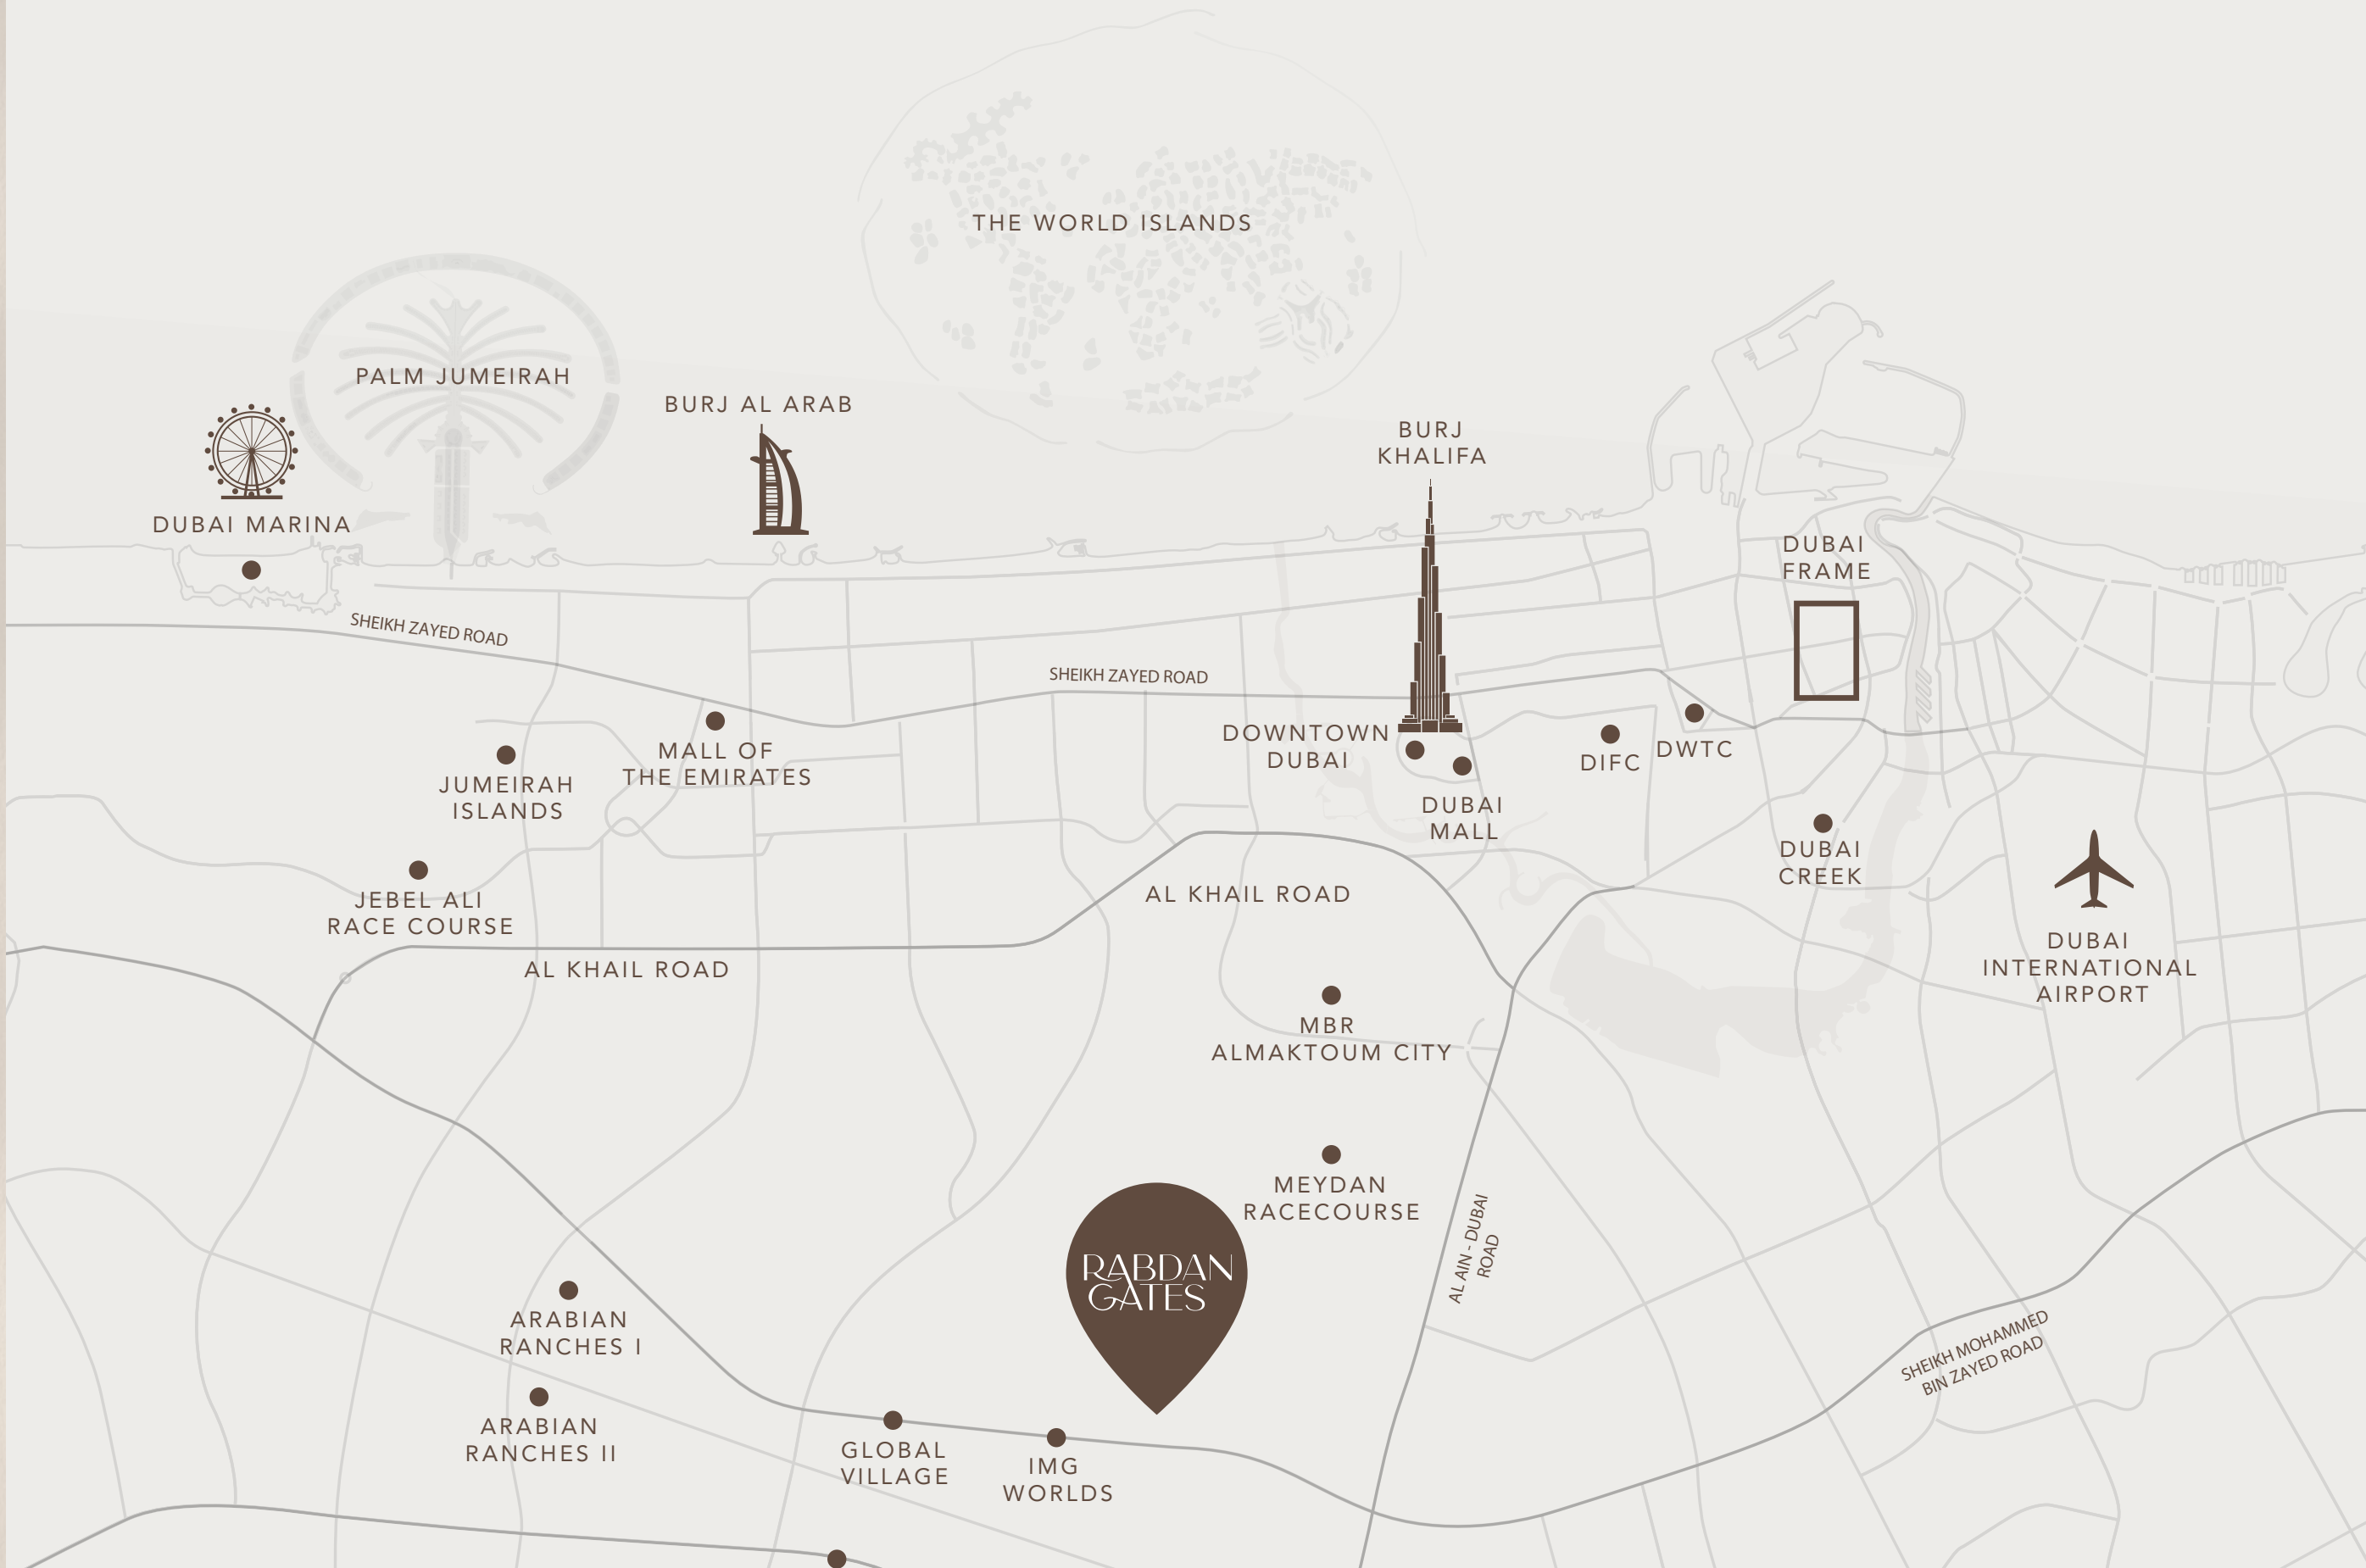 THE WORLD ISLANDS
PALM JUMEIRAH
BURJ AL ARAB
BURJ
KHALIFA
DUBAI MARINA
DUBAI
FRAME
SHEIKH ZAYED ROAD
SHEIKH ZAYED ROAD
MALL OF
THE EMIRATES
JUMEIRAH
ISLANDS
DOWNTOWN
DUBAI
DUBAI
MALL
DIFC
DWTC
DUBAI
CREEK
JEBEL ALI
RACE COURSE
AL KHAIL ROAD
AL KHAIL ROAD
DUBAI
INTERNATIONAL
AIRPORT
MBR
ALMAKTOUM CITY
MEYDAN
RACECOURSE
RABDAN
GATES
AL AIN - DUBAI
ROAD
ARABIAN
RANCHES I
ARABIAN
RANCHES II
SHEIKH MOHAMMED
BIN ZAYED ROAD
GLOBAL
VILLAGE
IMG
WORLDS